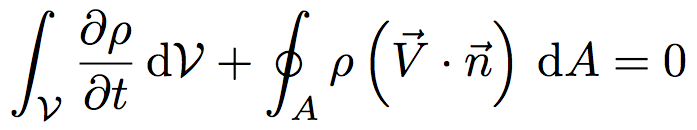 ∫_𝒱 ∂ρ/∂t d𝒱 + ∮_A ρ (V⃗ · n⃗) dA = 0